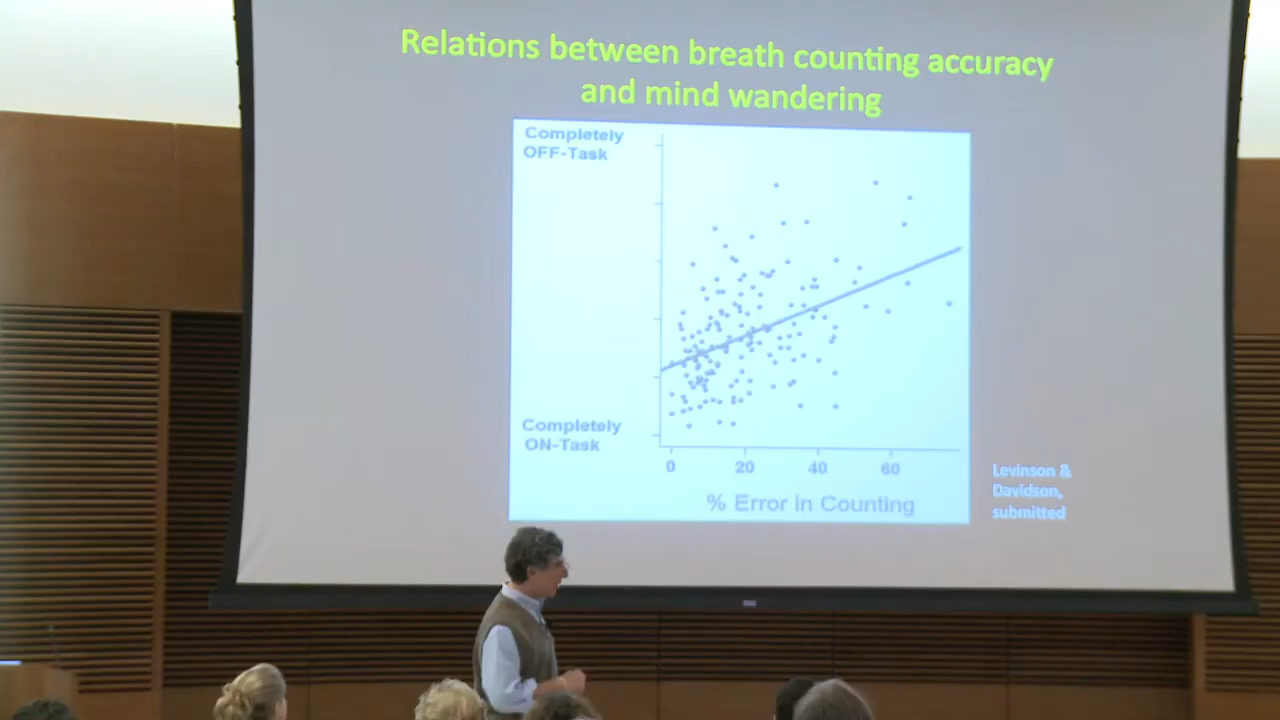 Relations between breath counting accuracy
and mind wandering
Completely
OFF-Task
Completely
ON-Task
0 20 40 60
% Error in Counting
Levinson &
Davidson,
submitted